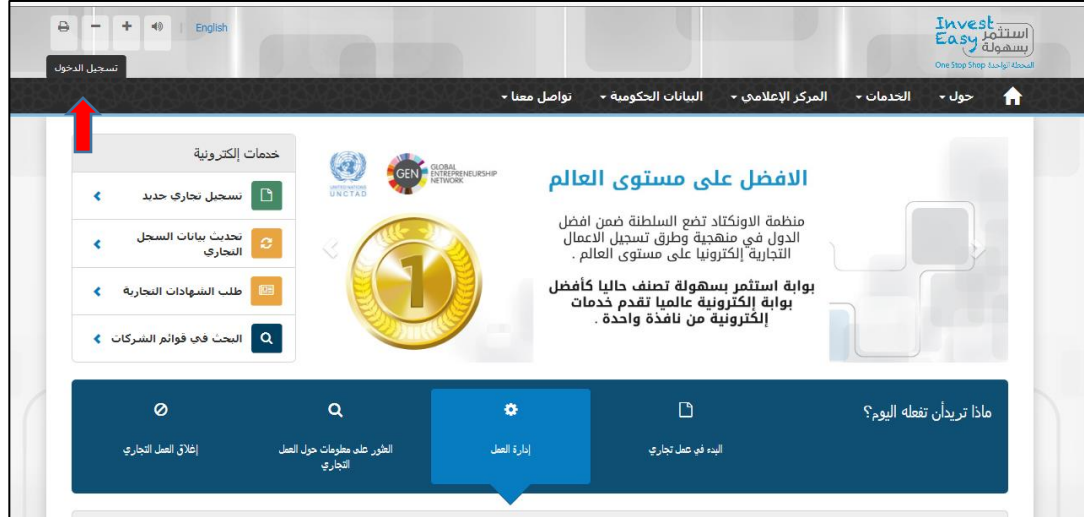 English
تسجيل الدخول
Invest
Easy
استثمر
بسهولة
One Stop Shop المحطة الواحدة
حول
الخدمات
المركز الإعلامي
البيانات الحكومية
تواصل معنا
الافضل على مستوى العالم
منظمة الاونكتاد تضع السلطنة ضمن افضل
الدول في منهجية وطرق تسجيل الاعمال
التجارية إلكترونيا على مستوى العالم .
بوابة استثمر بسهولة تصنف حاليا كأفضل
بوابة إلكترونية عالميا تقدم خدمات
إلكترونية من نافذة واحدة .
UNITED NATIONS
UNCTAD
GEN
GLOBAL
ENTREPRENEURSHIP
NETWORK
1
خدمات إلكترونية
تسجيل تجاري جديد
تحديث بيانات السجل
التجاري
طلب الشهادات التجارية
البحث في قوائم الشركات
ماذا تريدأن تفعله اليوم؟
البدء في عمل تجاري
إدارة العمل
العثور على معلومات حول العمل
التجاري
إغلاق العمل التجاري